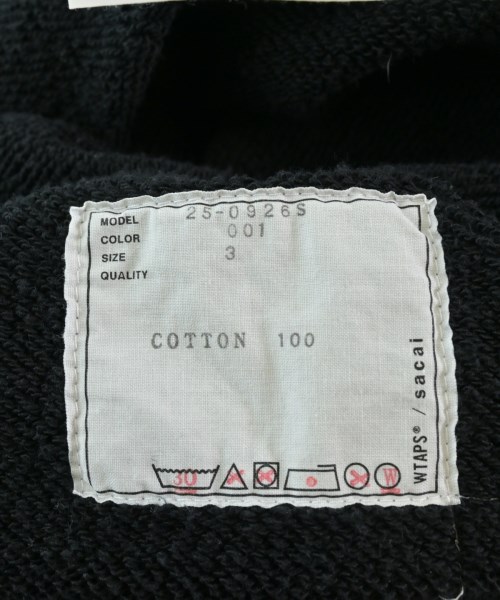 MODEL 25-0926S
COLOR 001
SIZE 3
QUALITY
COTTON 100
WTAPS® / sacai
30 W